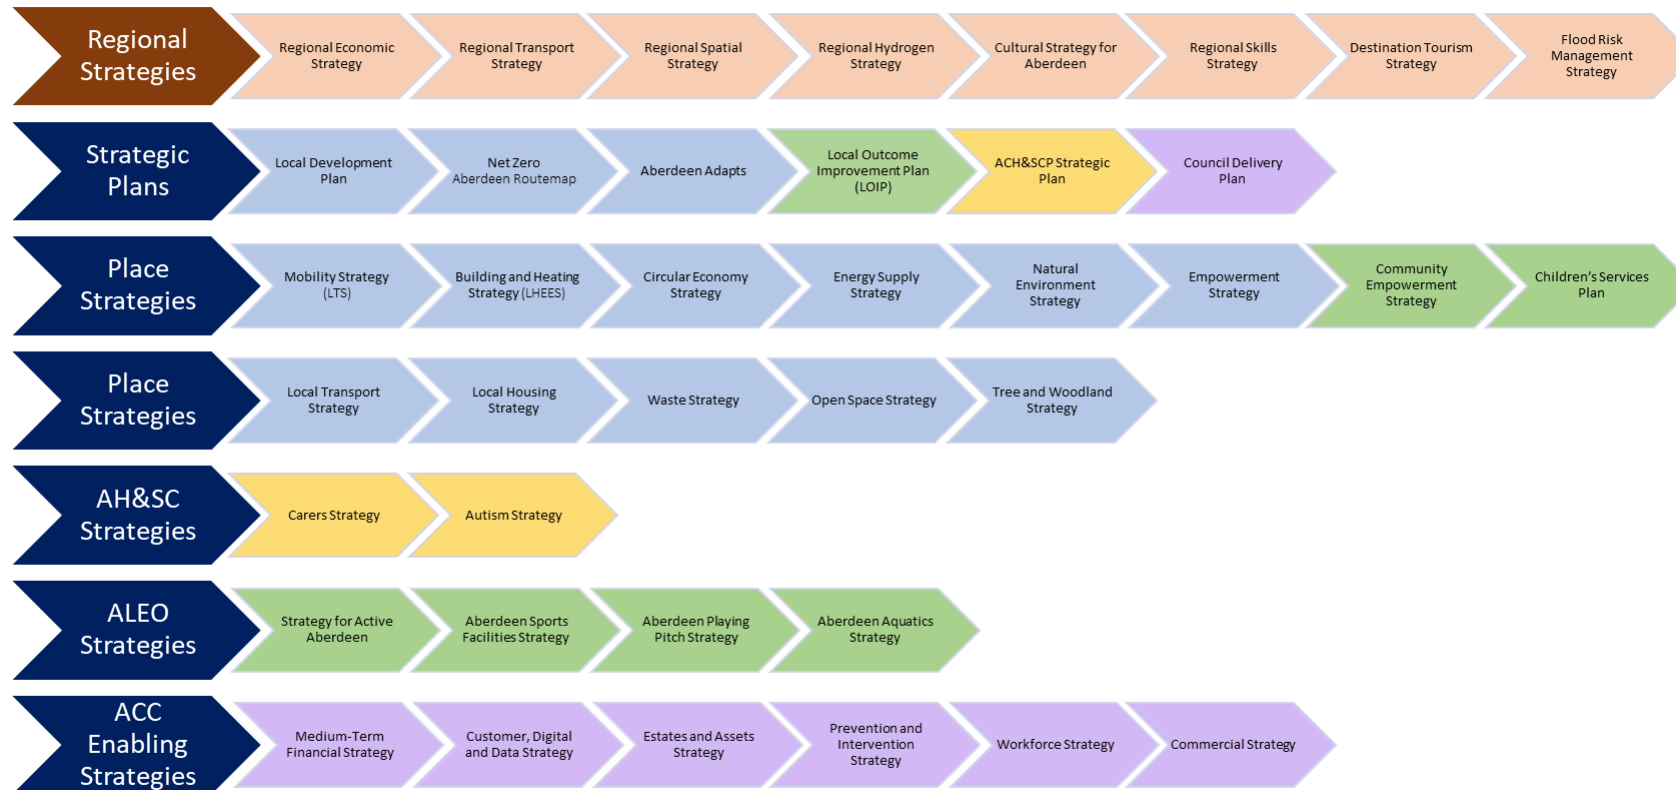 Regional
Strategies
Regional Economic
Strategy
Regional Transport
Strategy
Regional Spatial
Strategy
Regional Hydrogen
Strategy
Cultural Strategy for
Aberdeen
Regional Skills
Strategy
Destination Tourism
Strategy
Flood Risk
Management
Strategy
Strategic
Plans
Local Development
Plan
Net Zero
Aberdeen Routemap
Aberdeen Adapts
Local Outcome
Improvement Plan
(LOIP)
ACH&SCP Strategic
Plan
Council Delivery
Plan
Place
Strategies
Mobility Strategy
(LTS)
Building and Heating
Strategy (LHEES)
Circular Economy
Strategy
Energy Supply
Strategy
Natural
Environment
Strategy
Empowerment
Strategy
Community
Empowerment
Strategy
Children’s Services
Plan
Place
Strategies
Local Transport
Strategy
Local Housing
Strategy
Waste Strategy
Open Space Strategy
Tree and Woodland
Strategy
AH&SC
Strategies
Carers Strategy
Autism Strategy
ALEO
Strategies
Strategy for Active
Aberdeen
Aberdeen Sports
Facilities Strategy
Aberdeen Playing
Pitch Strategy
Aberdeen Aquatics
Strategy
ACC
Enabling
Strategies
Medium-Term
Financial Strategy
Customer, Digital
and Data Strategy
Estates and Assets
Strategy
Prevention and
Intervention
Strategy
Workforce Strategy
Commercial Strategy